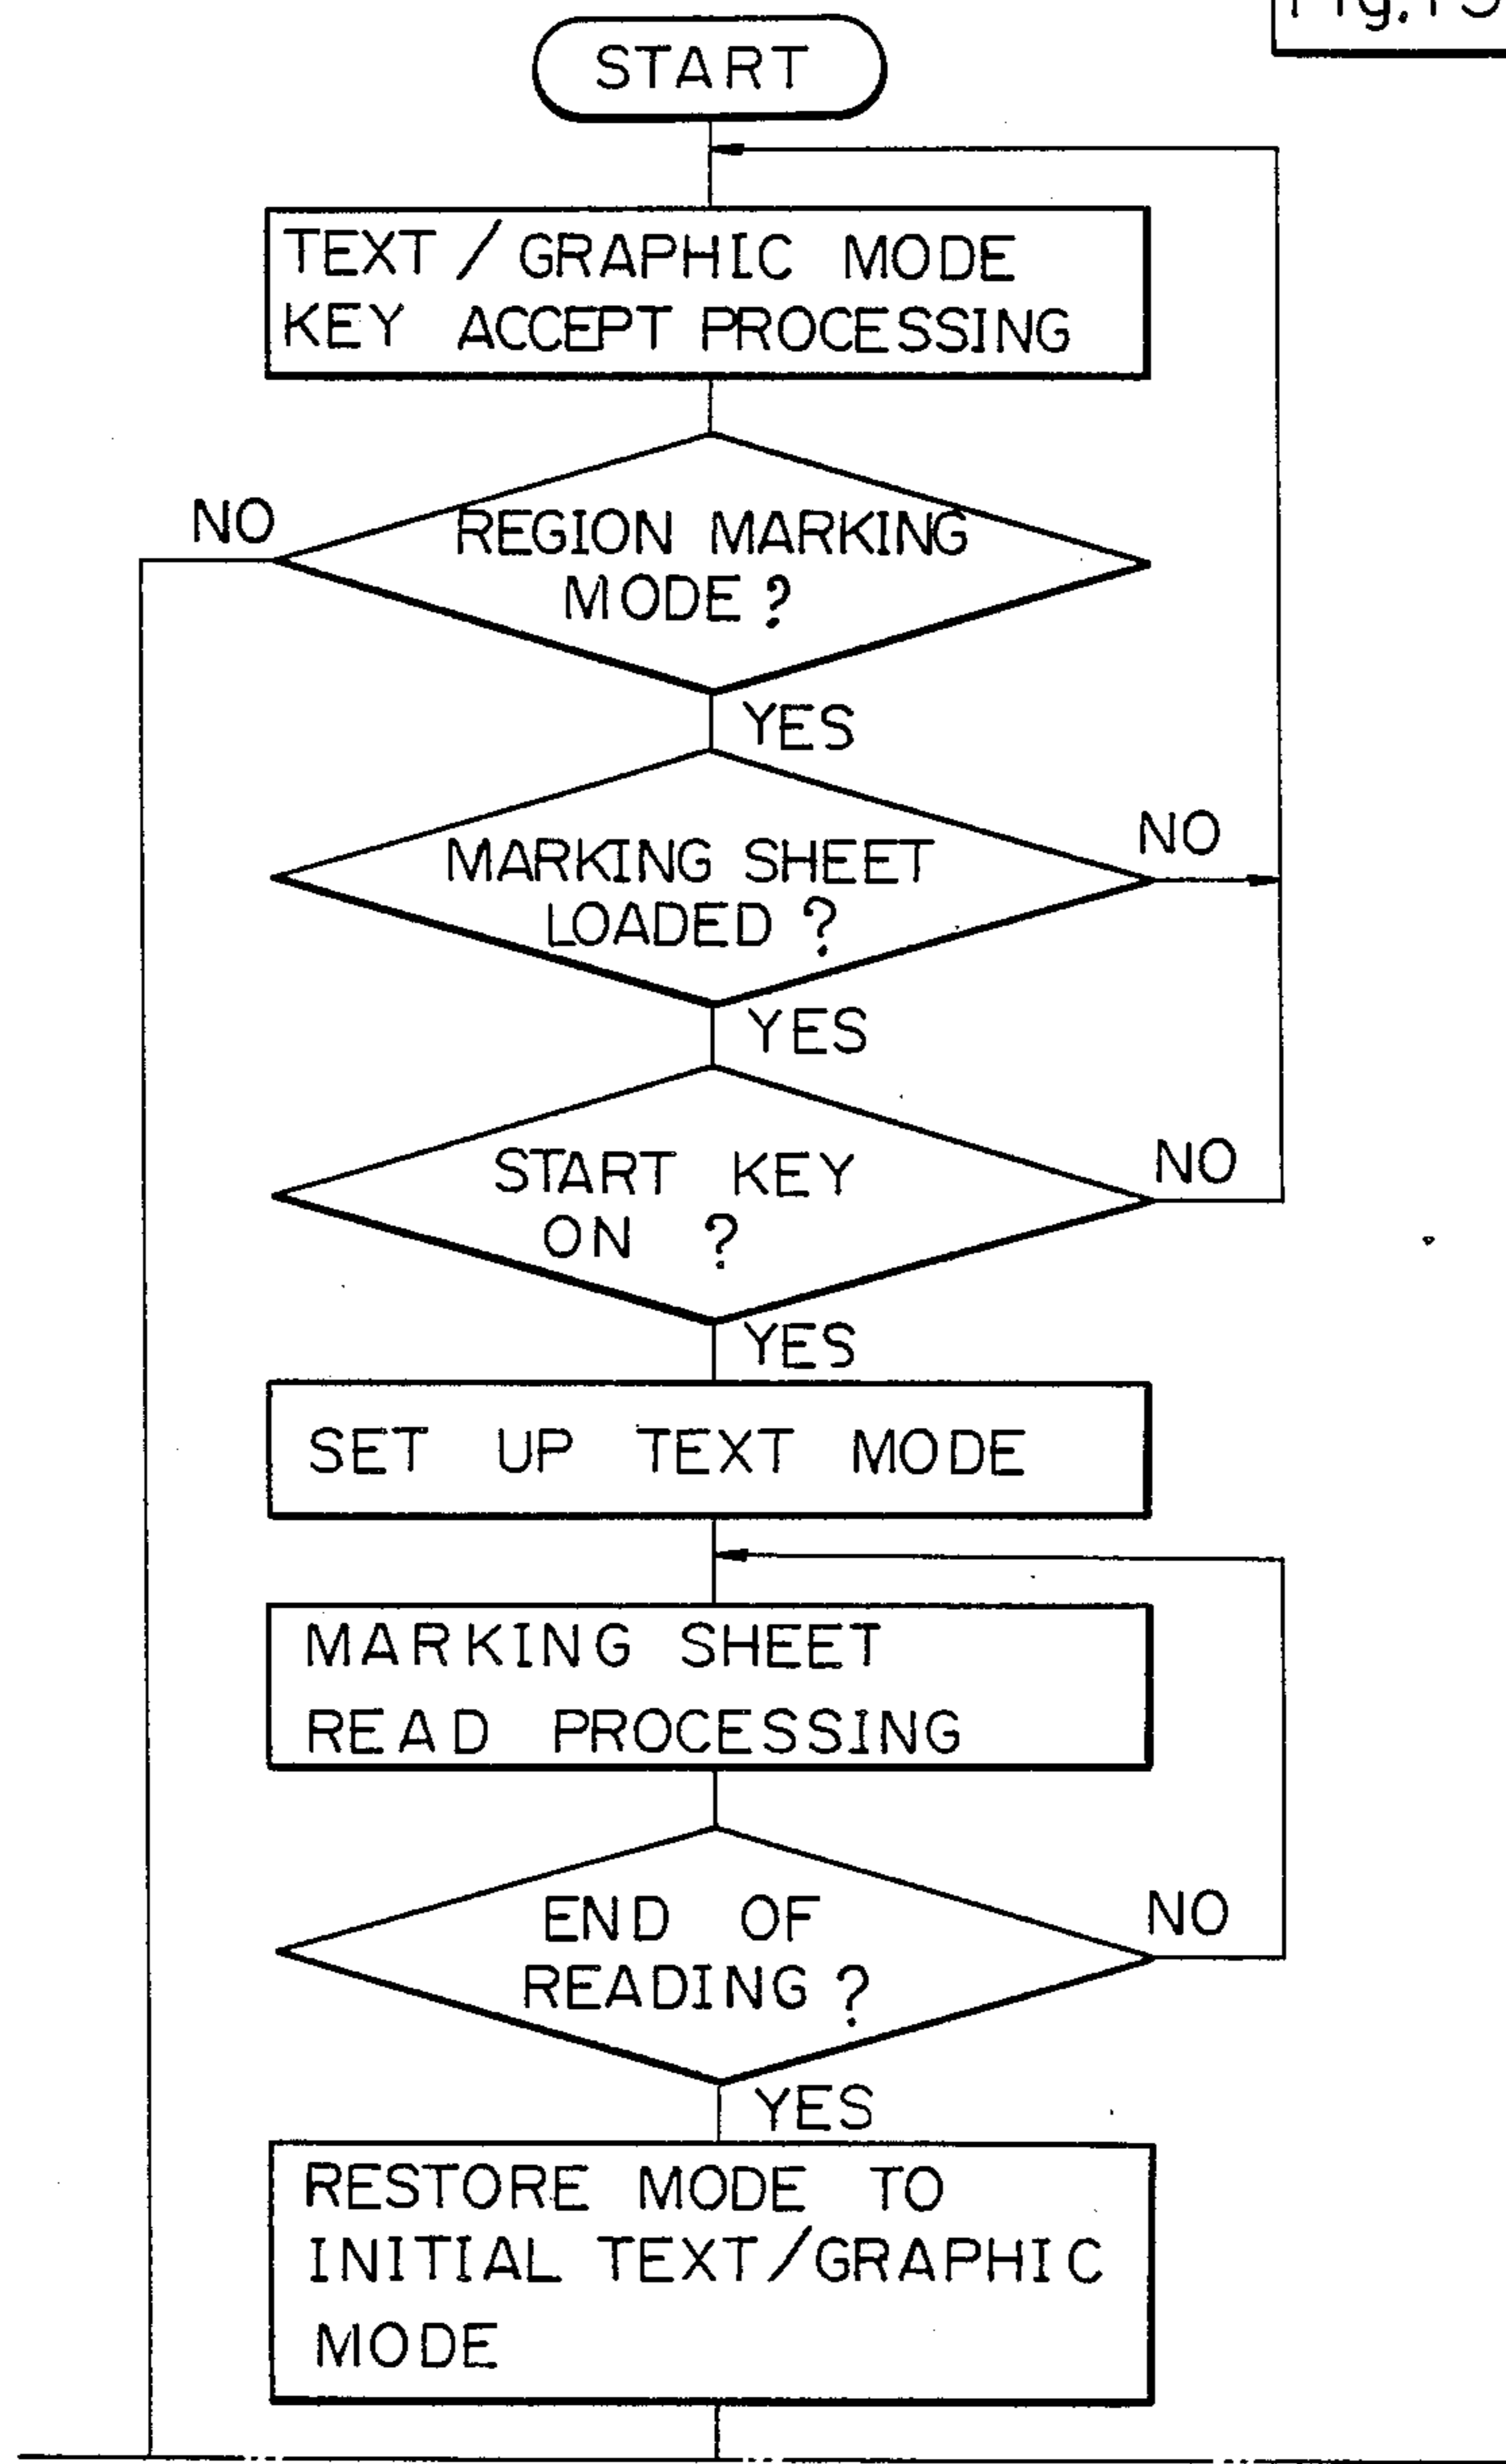 START
TEXT / GRAPHIC MODE
KEY ACCEPT PROCESSING
NO
REGION MARKING
MODE ?
YES
MARKING SHEET
LOADED ?
NO
YES
START KEY
ON ?
NO
YES
SET UP TEXT MODE
MARKING SHEET
READ PROCESSING
END OF
READING ?
NO
YES
RESTORE MODE TO
INITIAL TEXT/GRAPHIC
MODE